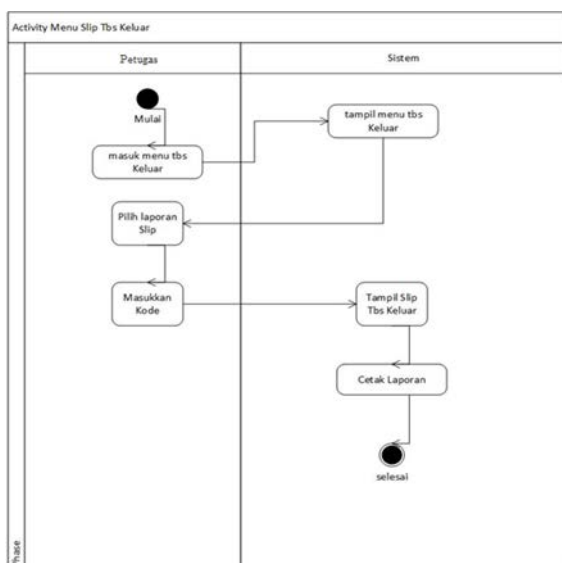 Activity Menu Slip Tbs Keluar
Petugas
Sistem
Mulai
masuk menu tbs
Keluar
tampil menu tbs
Keluar
Pilih laporan
Slip
Masukkan
Kode
Tampil Slip
Tbs Keluar
Cetak Laporan
selesai
Phase